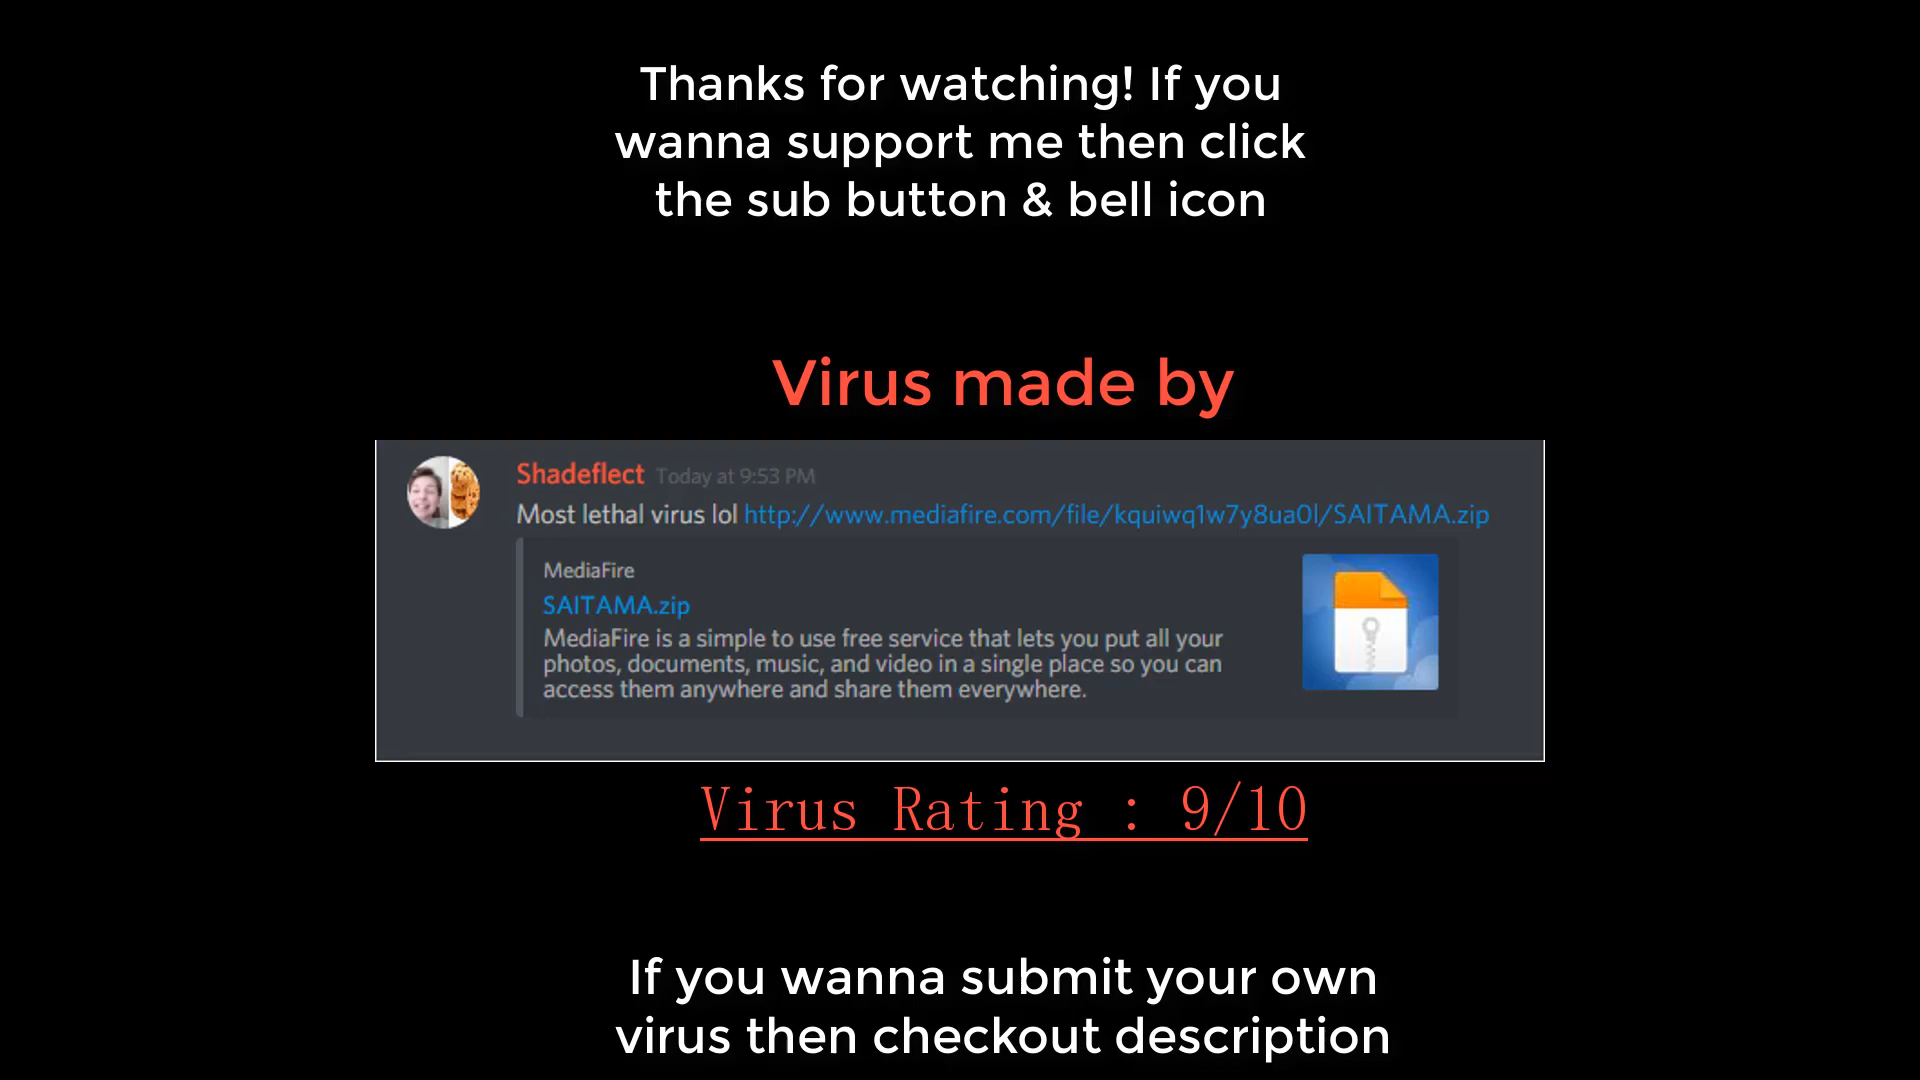 Thanks for watching! If you
wanna support me then click
the sub button & bell icon
Virus made by
Shadeflect Today at 9:53 PM
Most lethal virus lol http://www.mediafire.com/file/kquiwq1w7y8ua0l/SAITAMA.zip
MediaFire
SAITAMA.zip
MediaFire is a simple to use free service that lets you put all your
photos, documents, music, and video in a single place so you can
access them anywhere and share them everywhere.
Virus Rating : 9/10
If you wanna submit your own
virus then checkout description